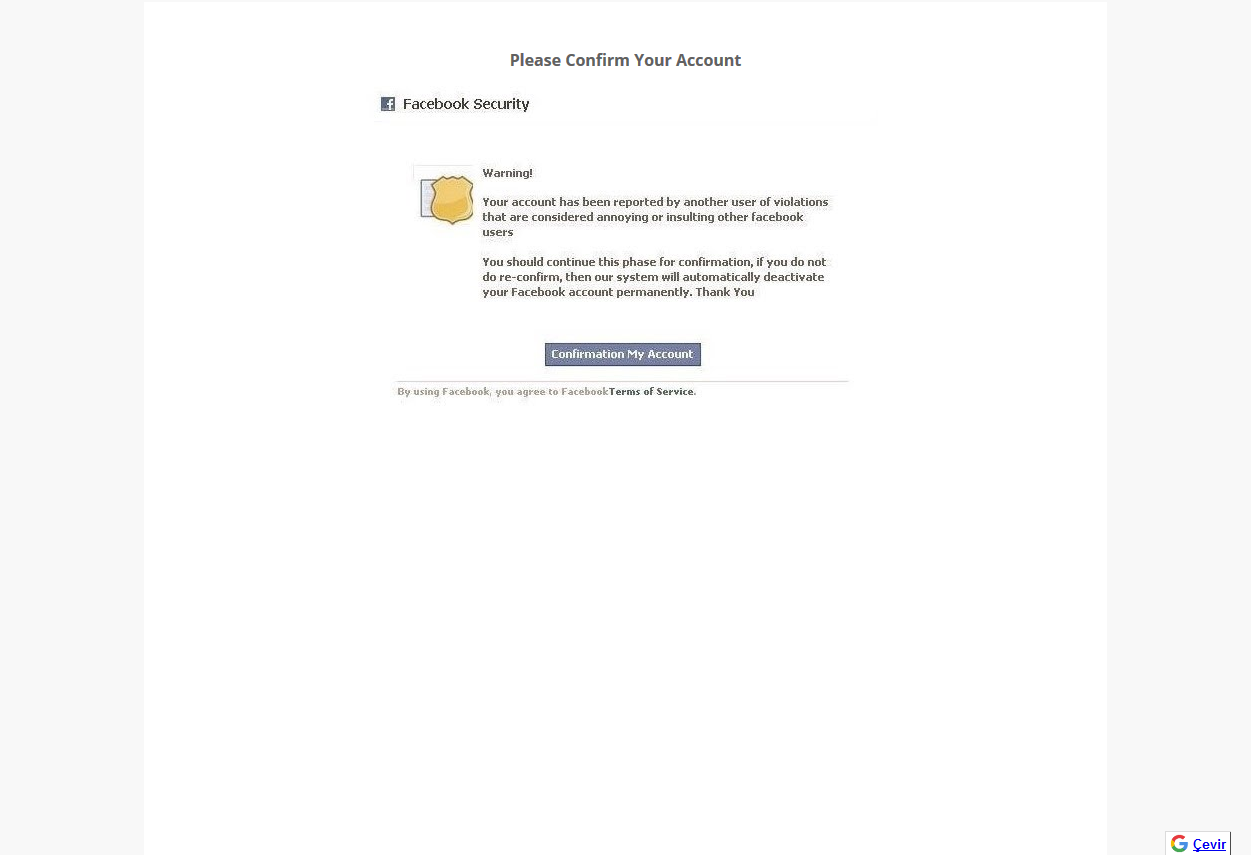 Please Confirm Your Account
Facebook Security
Warning!
Your account has been reported by another user of violations
that are considered annoying or insulting other facebook
users
You should continue this phase for confirmation, if you do not
do re-confirm, then our system will automatically deactivate
your Facebook account permanently. Thank You
Confirmation My Account
By using Facebook, you agree to FacebookTerms of Service.
Çevir